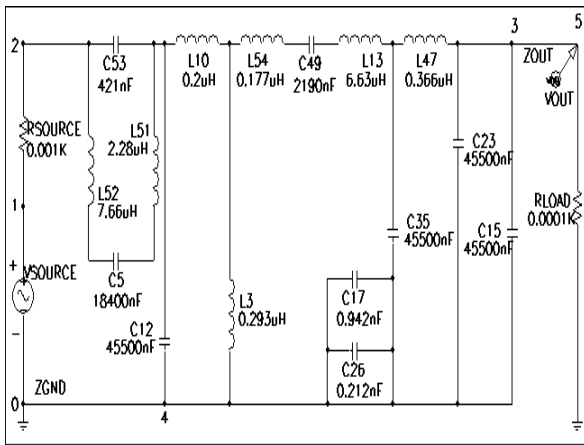 2
3
5
C53
421nF
L10
0.2uH
L54
0.177uH
C49
2190nF
L13
6.63uH
L47
0.366uH
ZOUT
VOUT
RSOURCE
0.001K
L51
2.28uH
L52
7.66uH
C23
45500nF
1
C35
45500nF
C15
45500nF
RLOAD
0.0001K
+
VSOURCE
+
C5
18400nF
L3
0.293uH
C17
0.942nF
C12
45500nF
-
C26
0.212nF
ZGND
0
4